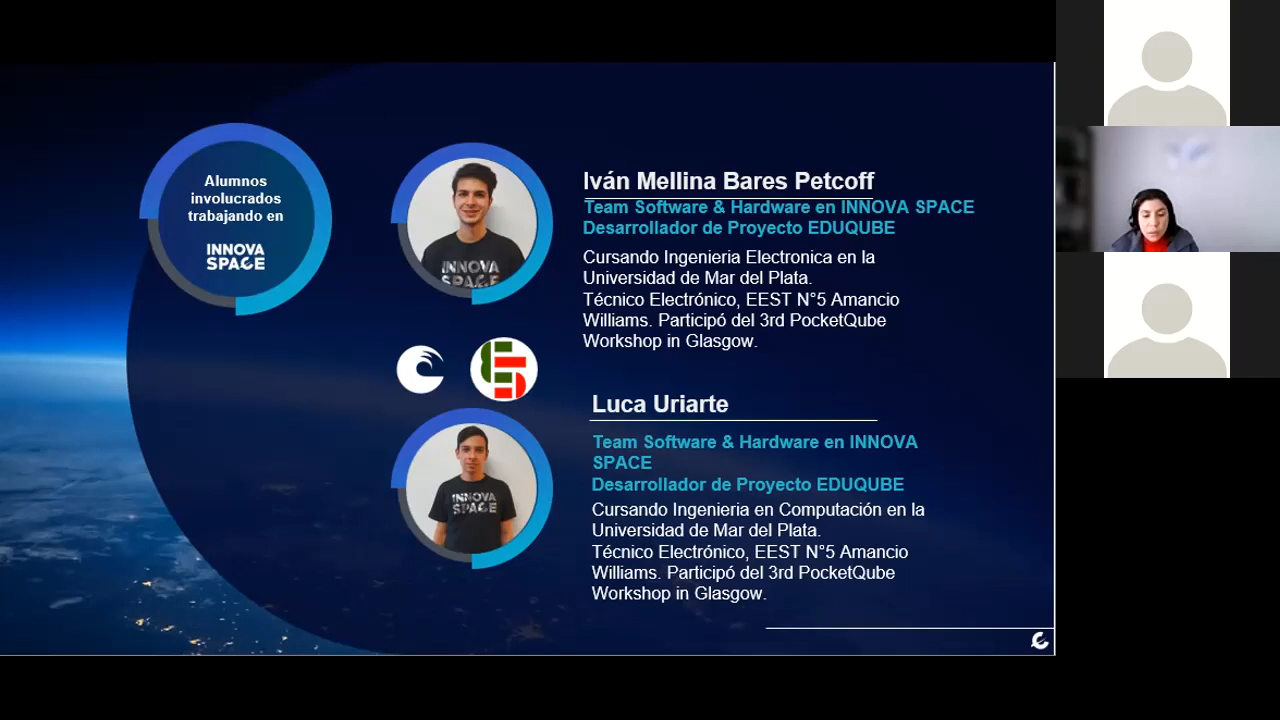 Alumnos
involucrados
trabajando en
INNOVA
SPACE
Iván Mellina Bares Petcoff
Team Software & Hardware en INNOVA SPACE
Desarrollador de Proyecto EDUQUBE
Cursando Ingenieria Electronica en la
Universidad de Mar del Plata.
Técnico Electrónico, EEST N°5 Amancio
Williams. Participó del 3rd PocketQube
Workshop in Glasgow.
INNOVA
SPACE
Luca Uriarte
Team Software & Hardware en INNOVA
SPACE
Desarrollador de Proyecto EDUQUBE
Cursando Ingenieria en Computación en la
Universidad de Mar del Plata.
Técnico Electrónico, EEST N°5 Amancio
Williams. Participó del 3rd PocketQube
Workshop in Glasgow.
INNOVA
SPACE